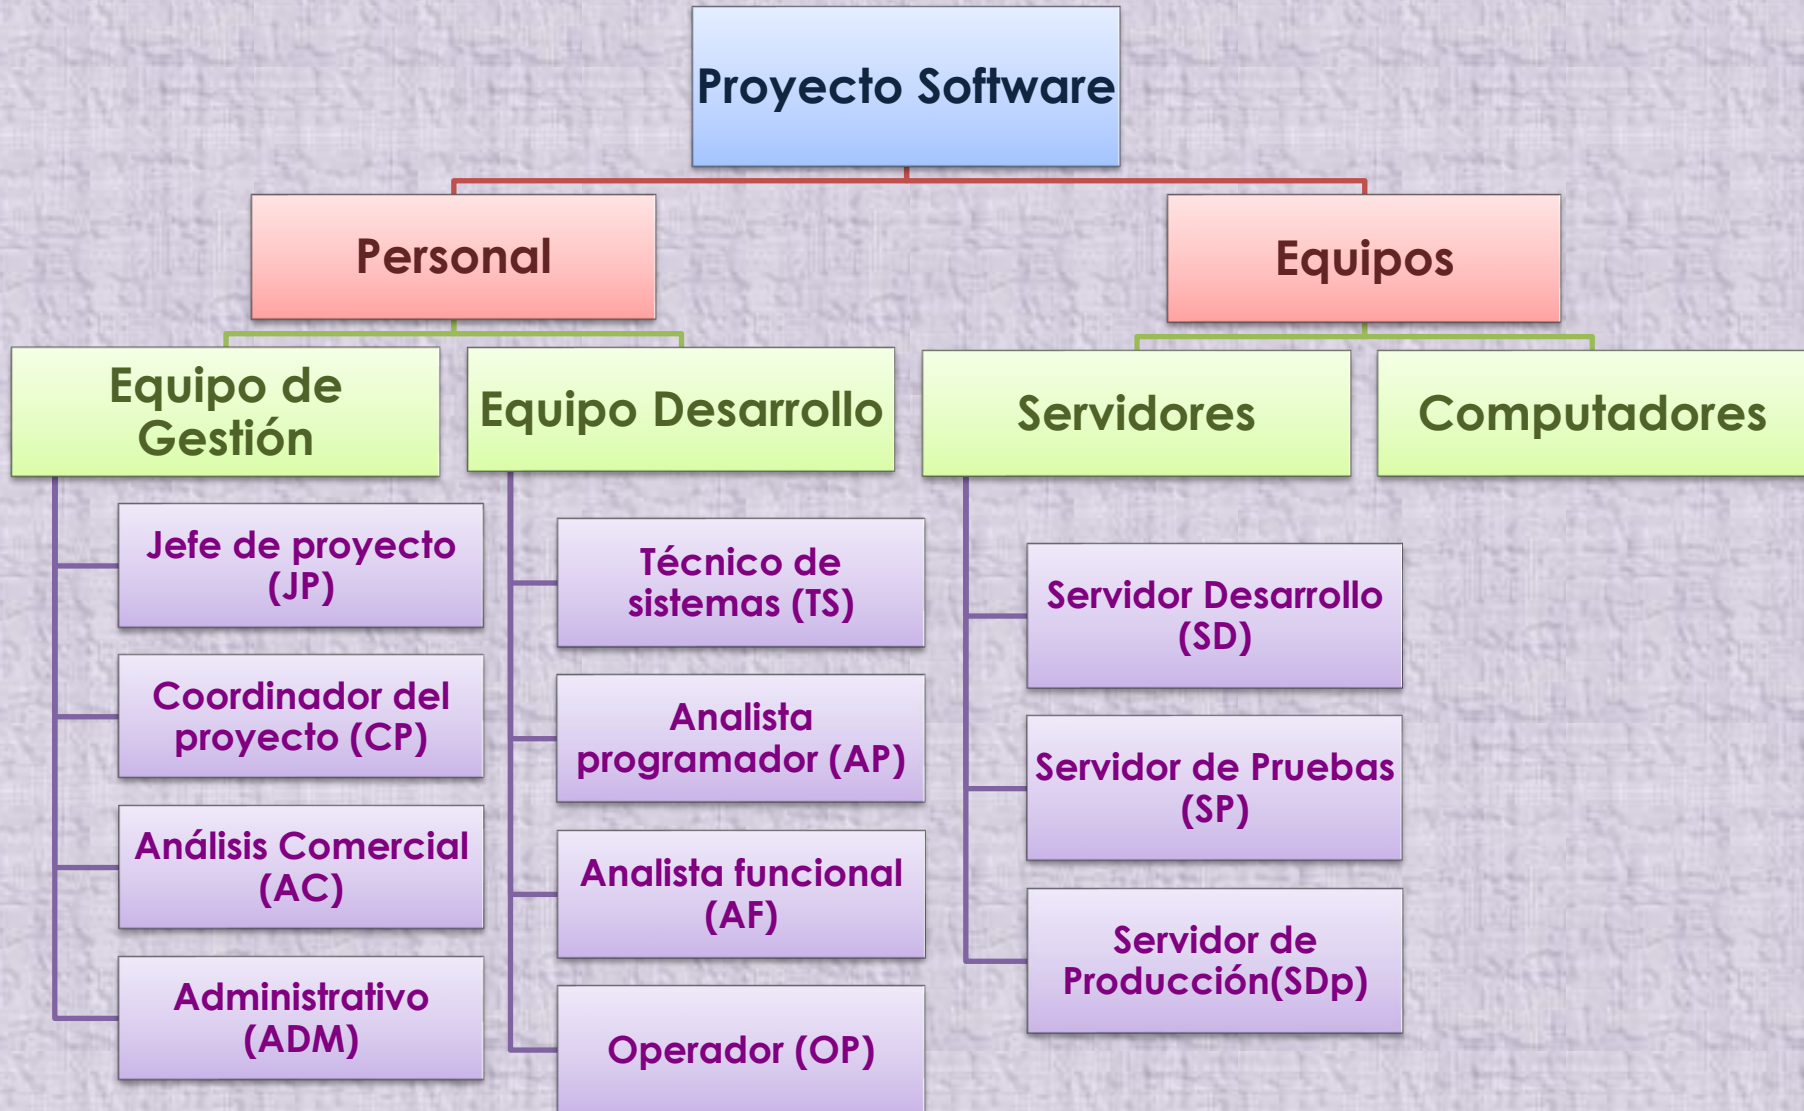 Proyecto Software
Personal
Equipos
Equipo de
Gestión
Equipo Desarrollo
Servidores
Computadores
Jefe de proyecto
(JP)
Coordinador del
proyecto (CP)
Análisis Comercial
(AC)
Administrativo
(ADM)
Técnico de
sistemas (TS)
Analista
programador (AP)
Analista funcional
(AF)
Operador (OP)
Servidor Desarrollo
(SD)
Servidor de Pruebas
(SP)
Servidor de
Producción(SDp)